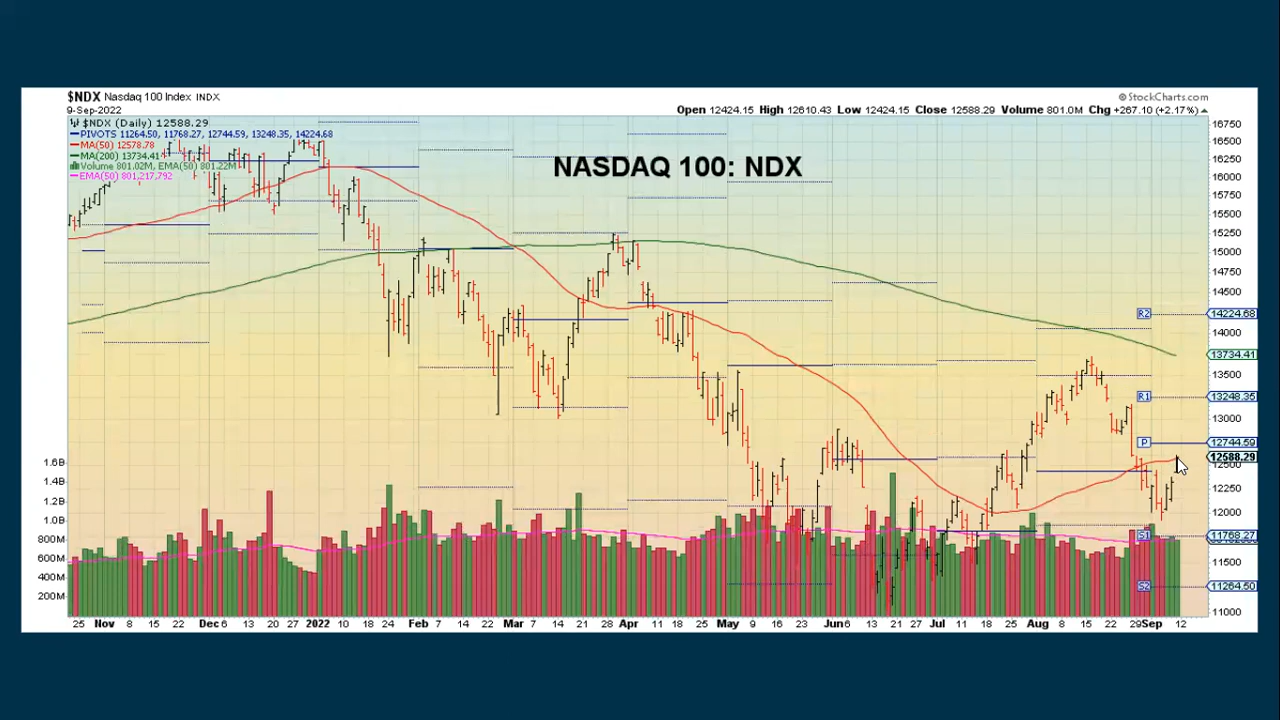 $NDX Nasdaq 100 Index INDX
© StockCharts.com
9-Sep-2022
Open 12424.15 High 12610.43 Low 12424.15 Close 12588.29 Volume 801.0M Chg +267.10 (+2.17%)
$NDX (Daily) 12588.29
PIVOTS 11264.50, 11768.27, 12744.59, 13248.35, 14224.68
MA(50) 12578.78
MA(200) 13734.41
Volume 801.02M, EMA(50) 801.22M
EMA(50) 801,217,792
NASDAQ 100: NDX
16750
16500
16250
16000
15750
15500
15250
15000
14750
14500
R2 14224.68
14000
13734.41
13500
R1 13248.35
13000
P 12744.59
12588.29
12500
12250
12000
S1 11768.27
11500
S2 11264.50
11000
1.6B
1.4B
1.2B
1.0B
800M
600M
400M
200M
25 Nov 8 15 22 Dec 6 13 20 27 2022 10 18 24 Feb 7 14 22 Mar 7 14 21 28 Apr 11 18 25 May 9 16 23 Jun 6 13 21 27 Jul 11 18 25 Aug 8 15 22 29 Sep 12